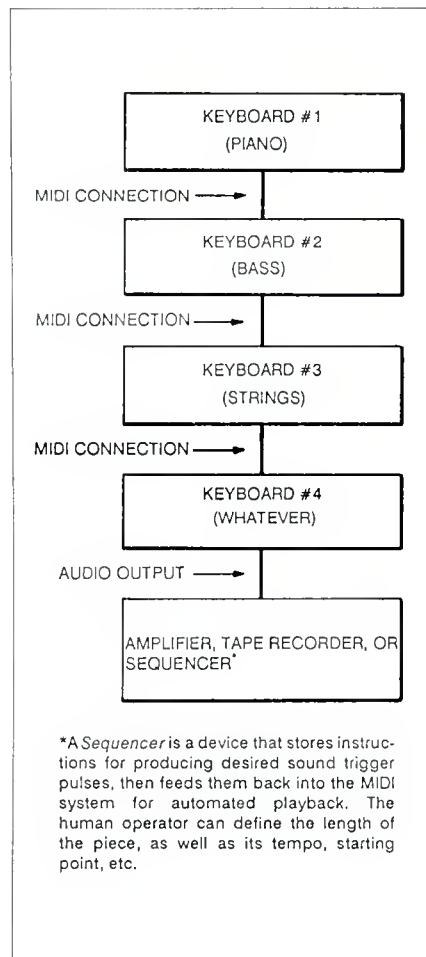 KEYBOARD #1
(PIANO)
MIDI CONNECTION
KEYBOARD #2
(BASS)
MIDI CONNECTION
KEYBOARD #3
(STRINGS)
MIDI CONNECTION
KEYBOARD #4
(WHATEVER)
AUDIO OUTPUT
AMPLIFIER, TAPE RECORDER, OR
SEQUENCER*
*A Sequencer is a device that stores instruc-
tions for producing desired sound trigger
pulses, then feeds them back into the MIDI
system for automated playback. The
human operator can define the length of
the piece, as well as its tempo, starting
point, etc.